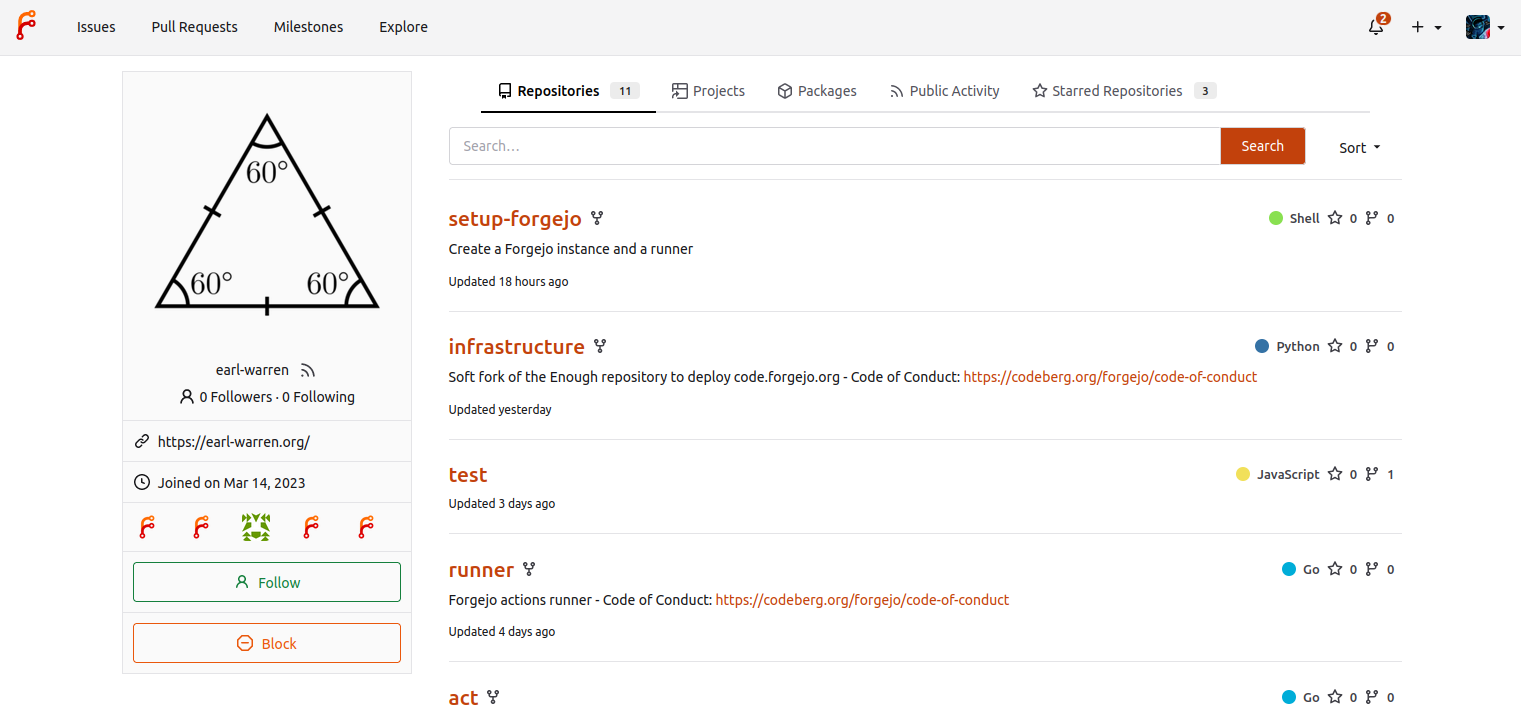 Issues Pull Requests Milestones Explore 2
60°
60° 60°
earl-warren
0 Followers · 0 Following
https://earl-warren.org/
Joined on Mar 14, 2023
Follow
Block
Repositories 11 Projects Packages Public Activity Starred Repositories 3
Search... Search Sort
setup-forgejo Shell 0 0
Create a Forgejo instance and a runner
Updated 18 hours ago
infrastructure Python 0 0
Soft fork of the Enough repository to deploy code.forgejo.org - Code of Conduct: https://codeberg.org/forgejo/code-of-conduct
Updated yesterday
test JavaScript 0 1
Updated 3 days ago
runner Go 0 0
Forgejo actions runner - Code of Conduct: https://codeberg.org/forgejo/code-of-conduct
Updated 4 days ago
act Go 0 0